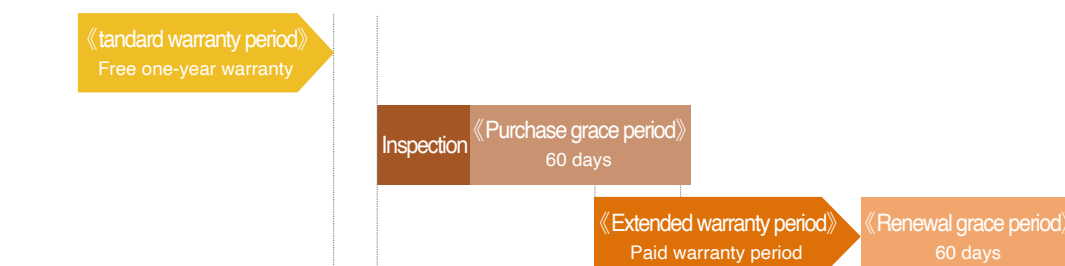 《tandard warranty period》
Free one-year warranty
Inspection
《Purchase grace period》
60 days
《Extended warranty period》
Paid warranty period
《Renewal grace period》
60 days